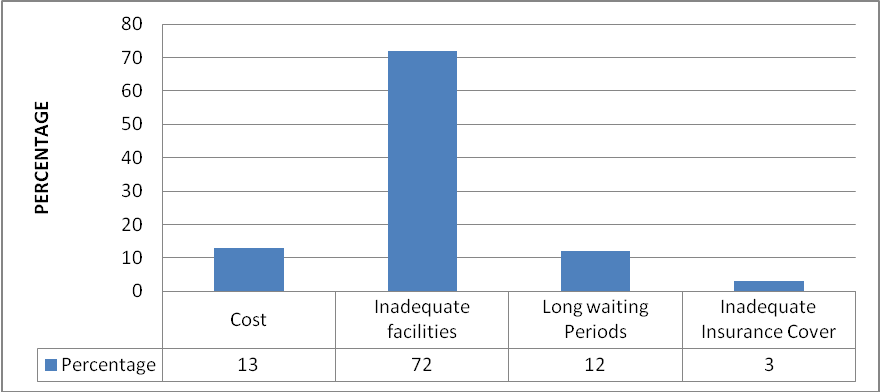 PERCENTAGE
80
70
60
50
40
30
20
10
0
Cost
Inadequate
facilities
Long waiting
Periods
Inadequate
Insurance Cover
Percentage 13 72 12 3